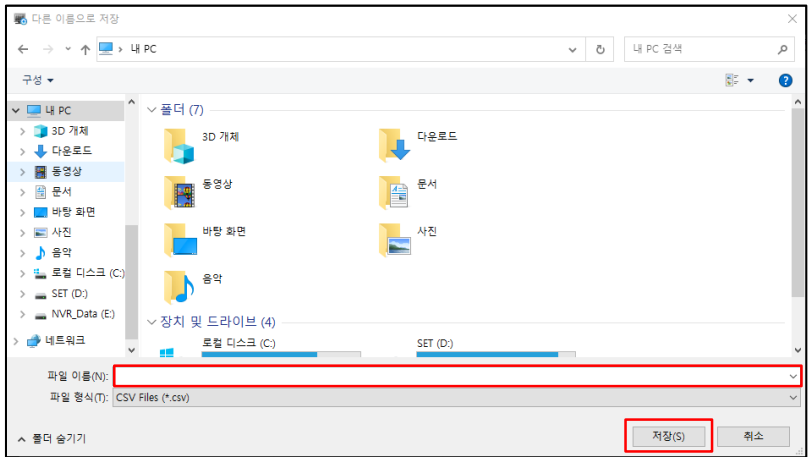 다른 이름으로 저장
내 PC
내 PC 검색
구성
내 PC
3D 개체
다운로드
동영상
문서
바탕 화면
사진
음악
로컬 디스크 (C:)
SET (D:)
NVR_Data (E:)
네트워크
폴더 (7)
3D 개체
다운로드
동영상
문서
바탕 화면
사진
음악
장치 및 드라이브 (4)
로컬 디스크 (C:)
SET (D:)
파일 이름(N):
파일 형식(T): CSV Files (*.csv)
폴더 숨기기
저장(S)
취소